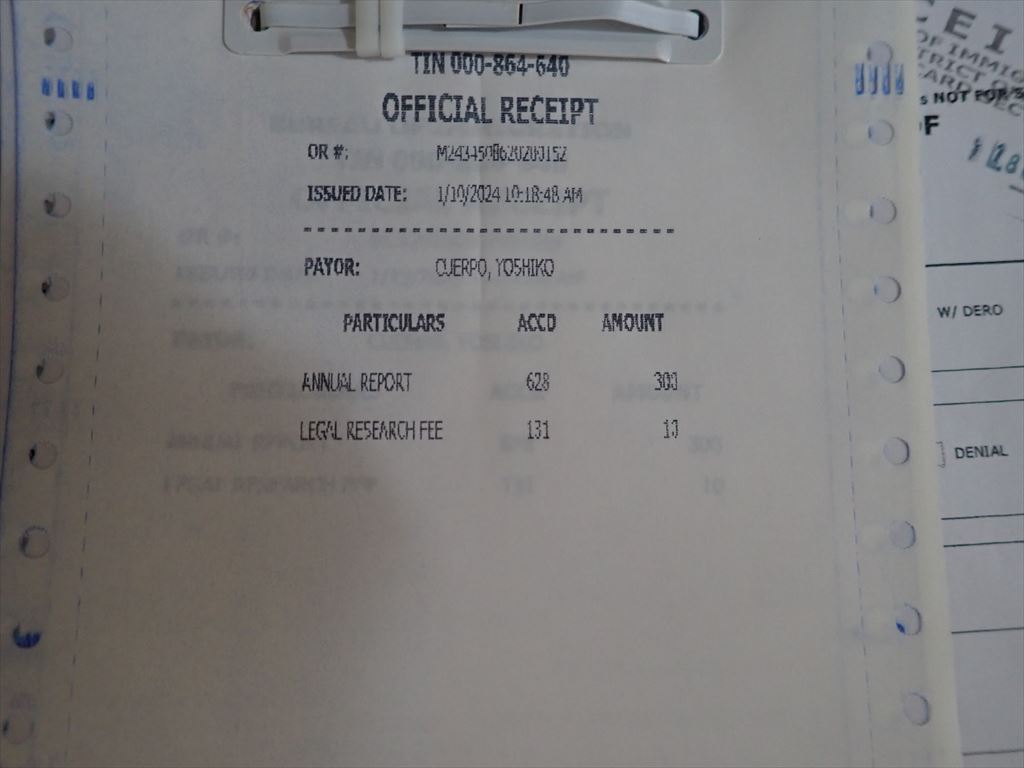 TIN 000-864-640
OFFICIAL RECEIPT
OR #:
ISSUED DATE: 1/10/2024 10:18:48 AM
PAYOR: CUERPO, YOSHIKO
PARTICULARS ACCD AMOUNT
ANNUAL REPORT 628 300
LEGAL RESEARCH FEE 131 10
W/ DERO
DENIAL